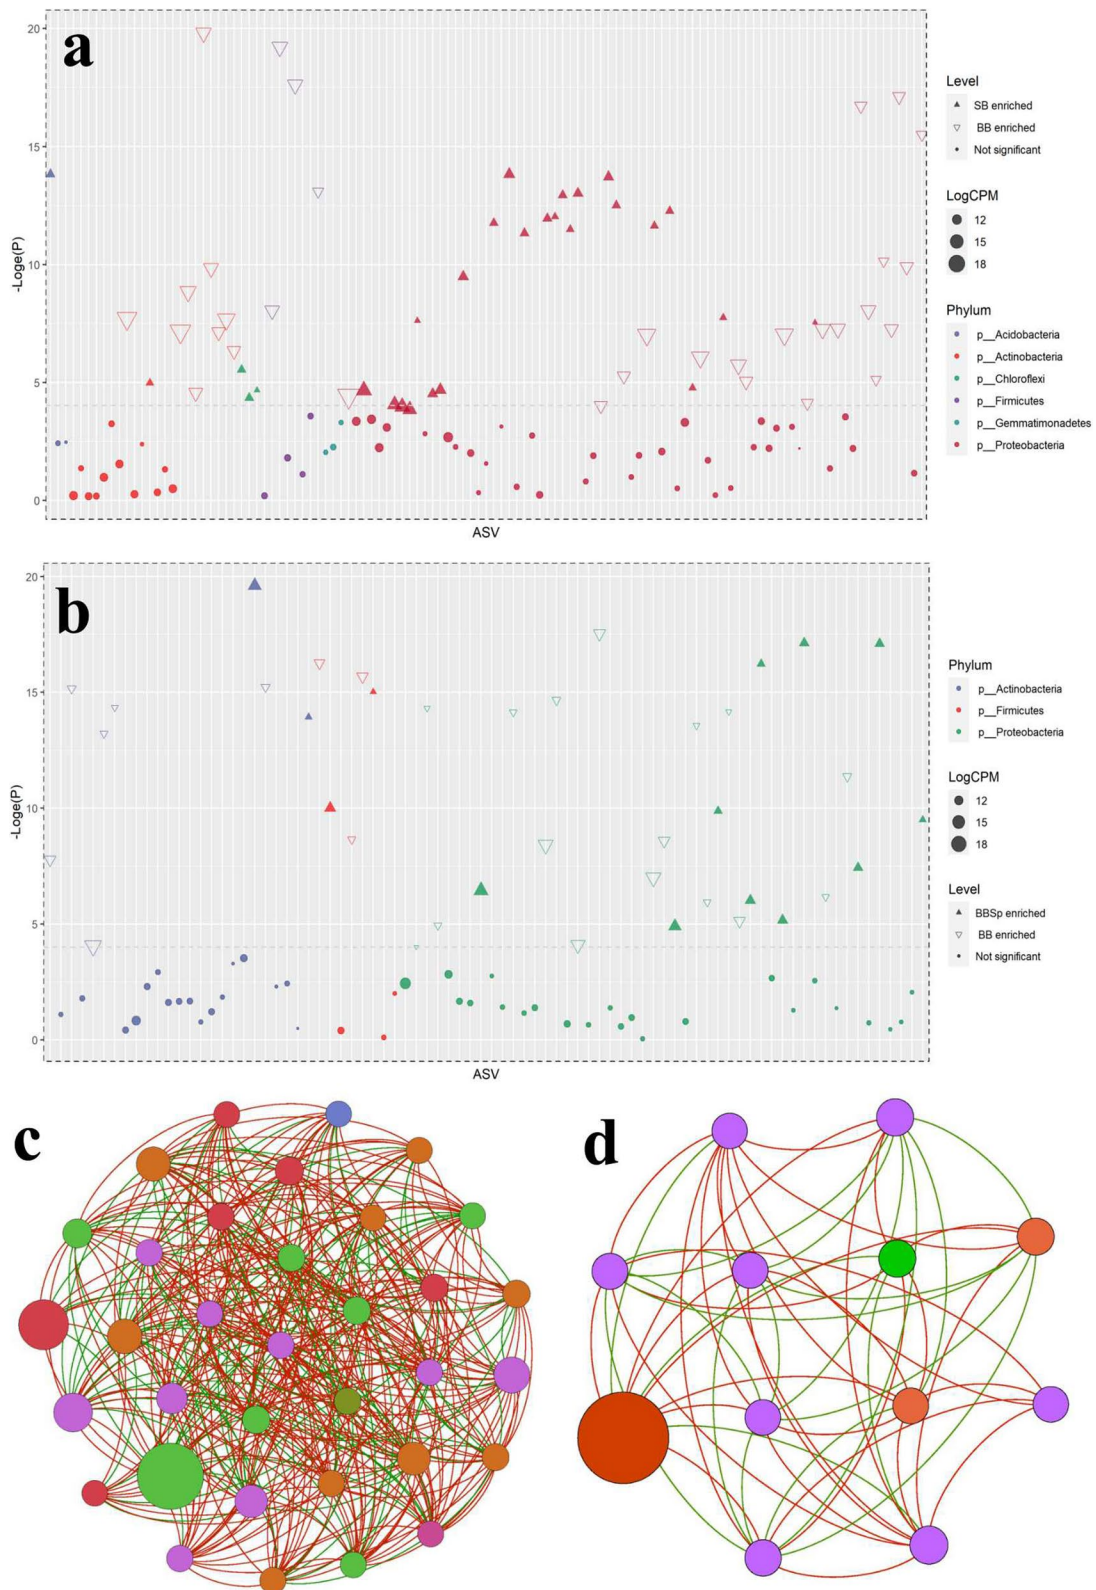 a
20
15
10
5
0
-Loge(P)
ASV
Level
SB enriched
BB enriched
Not significant
LogCPM
12
15
18
Phylum
p__Acidobacteria
p__Actinobacteria
p__Chloroflexi
p__Firmicutes
p__Gemmatimonadetes
p__Proteobacteria
b
20
15
10
5
0
-Loge(P)
ASV
Phylum
p__Actinobacteria
p__Firmicutes
p__Proteobacteria
LogCPM
12
15
18
Level
BBSp enriched
BB enriched
Not significant
c
d